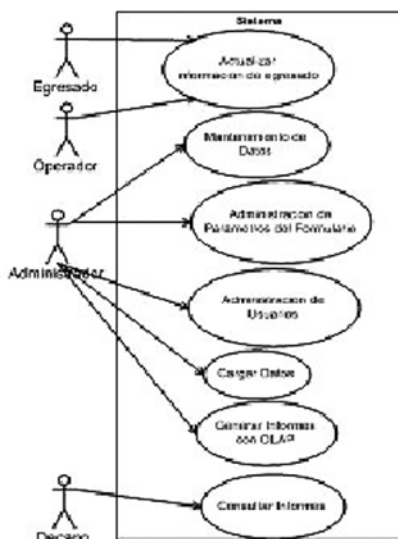 Sistema
Actualizar
informacion de egresado
Egresado
Operador
Mantenimiento de
Datos
Administracion de
Parametros del Formulario
Administrador
Administracion de
Usuarios
Cargar Datos
Generar Informes
con OLAP
Consultar Informes
Decano